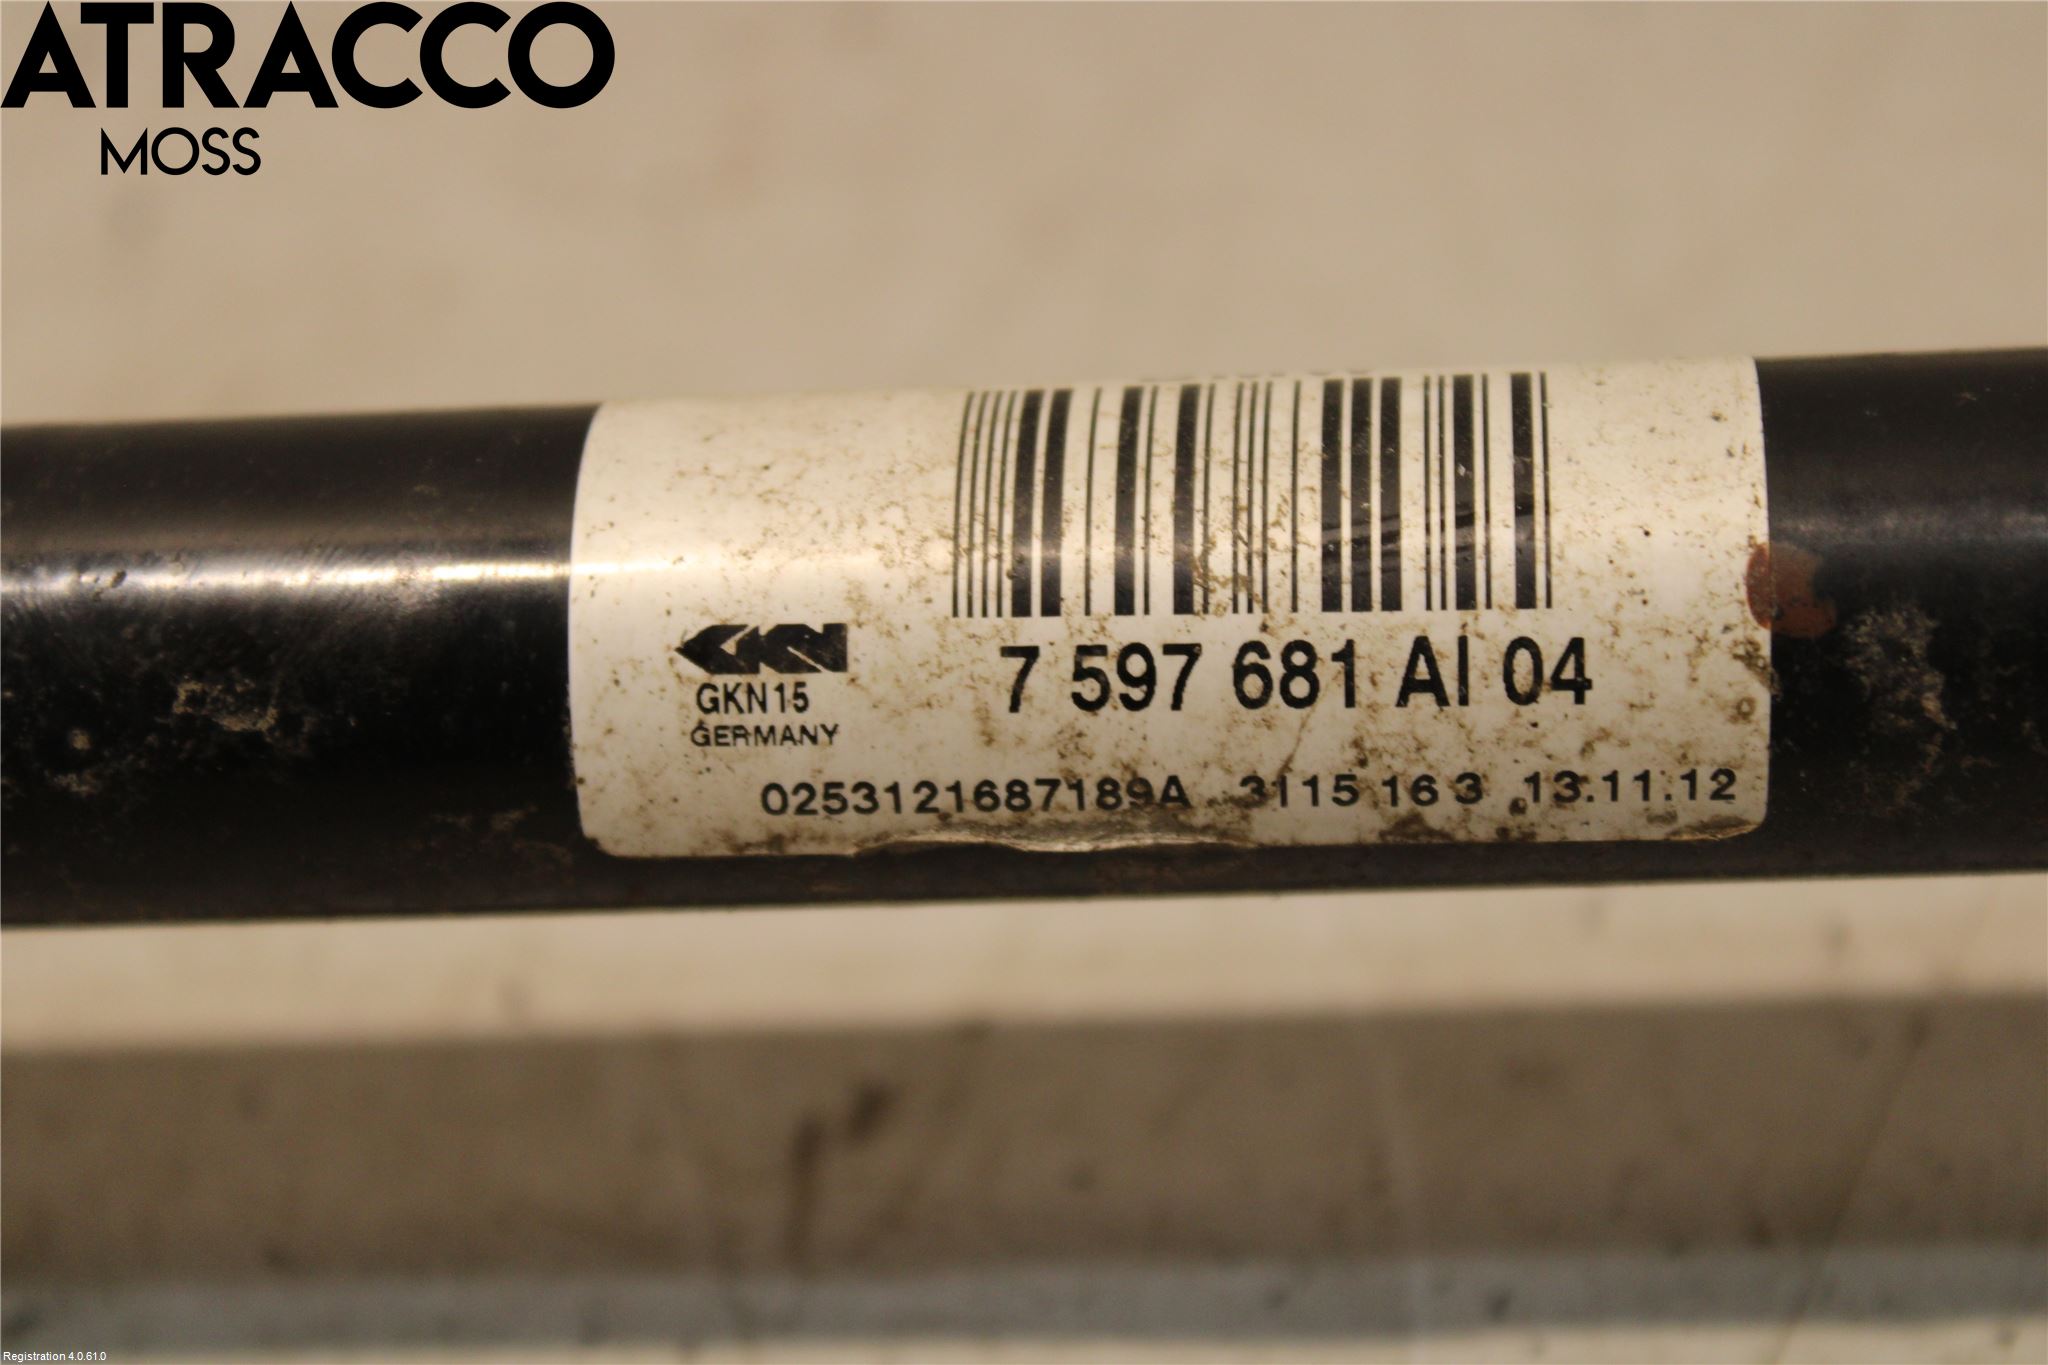 ATRACCO
MOSS
GKN
GKN15
GERMANY
7 597 681 AI 04
0253121687189A 3115 16 3 13.11.12
Registration 4.0.61.0